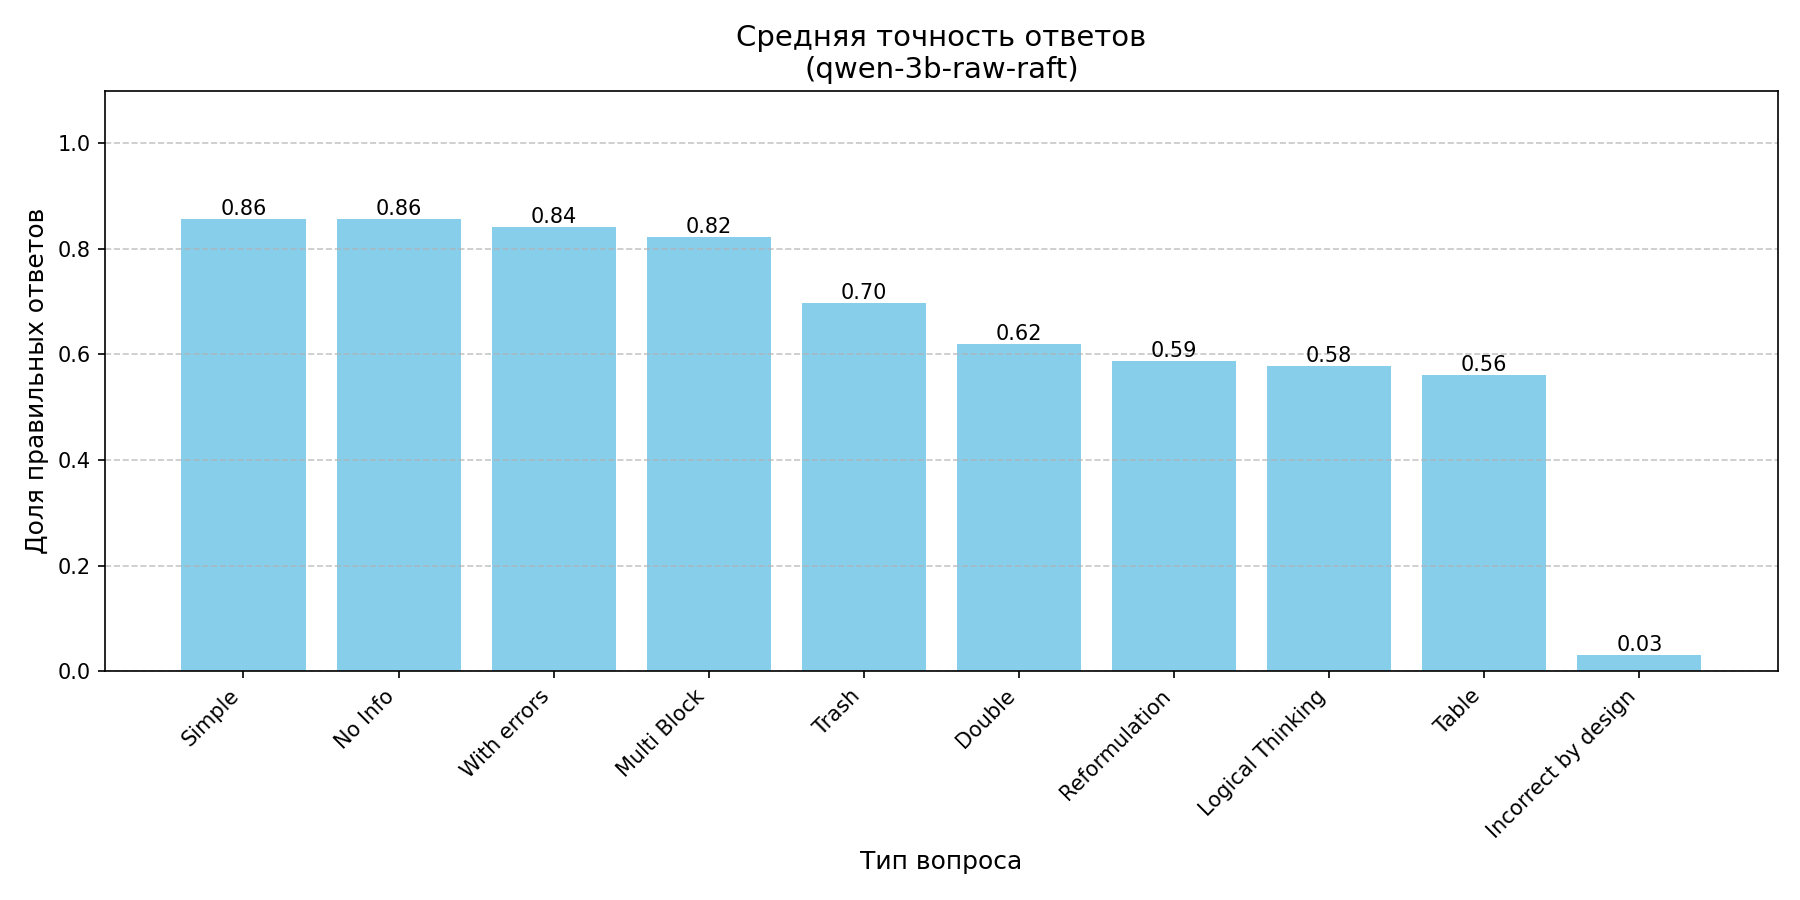 Средняя точность ответов
(qwen-3b-raw-raft)
Доля правильных ответов
1.0
0.8
0.6
0.4
0.2
0.0
0.86
0.86
0.84
0.82
0.70
0.62
0.59
0.58
0.56
0.03
Simple
No Info
With errors
Multi Block
Trash
Double
Reformulation
Logical Thinking
Table
Incorrect by design
Тип вопроса